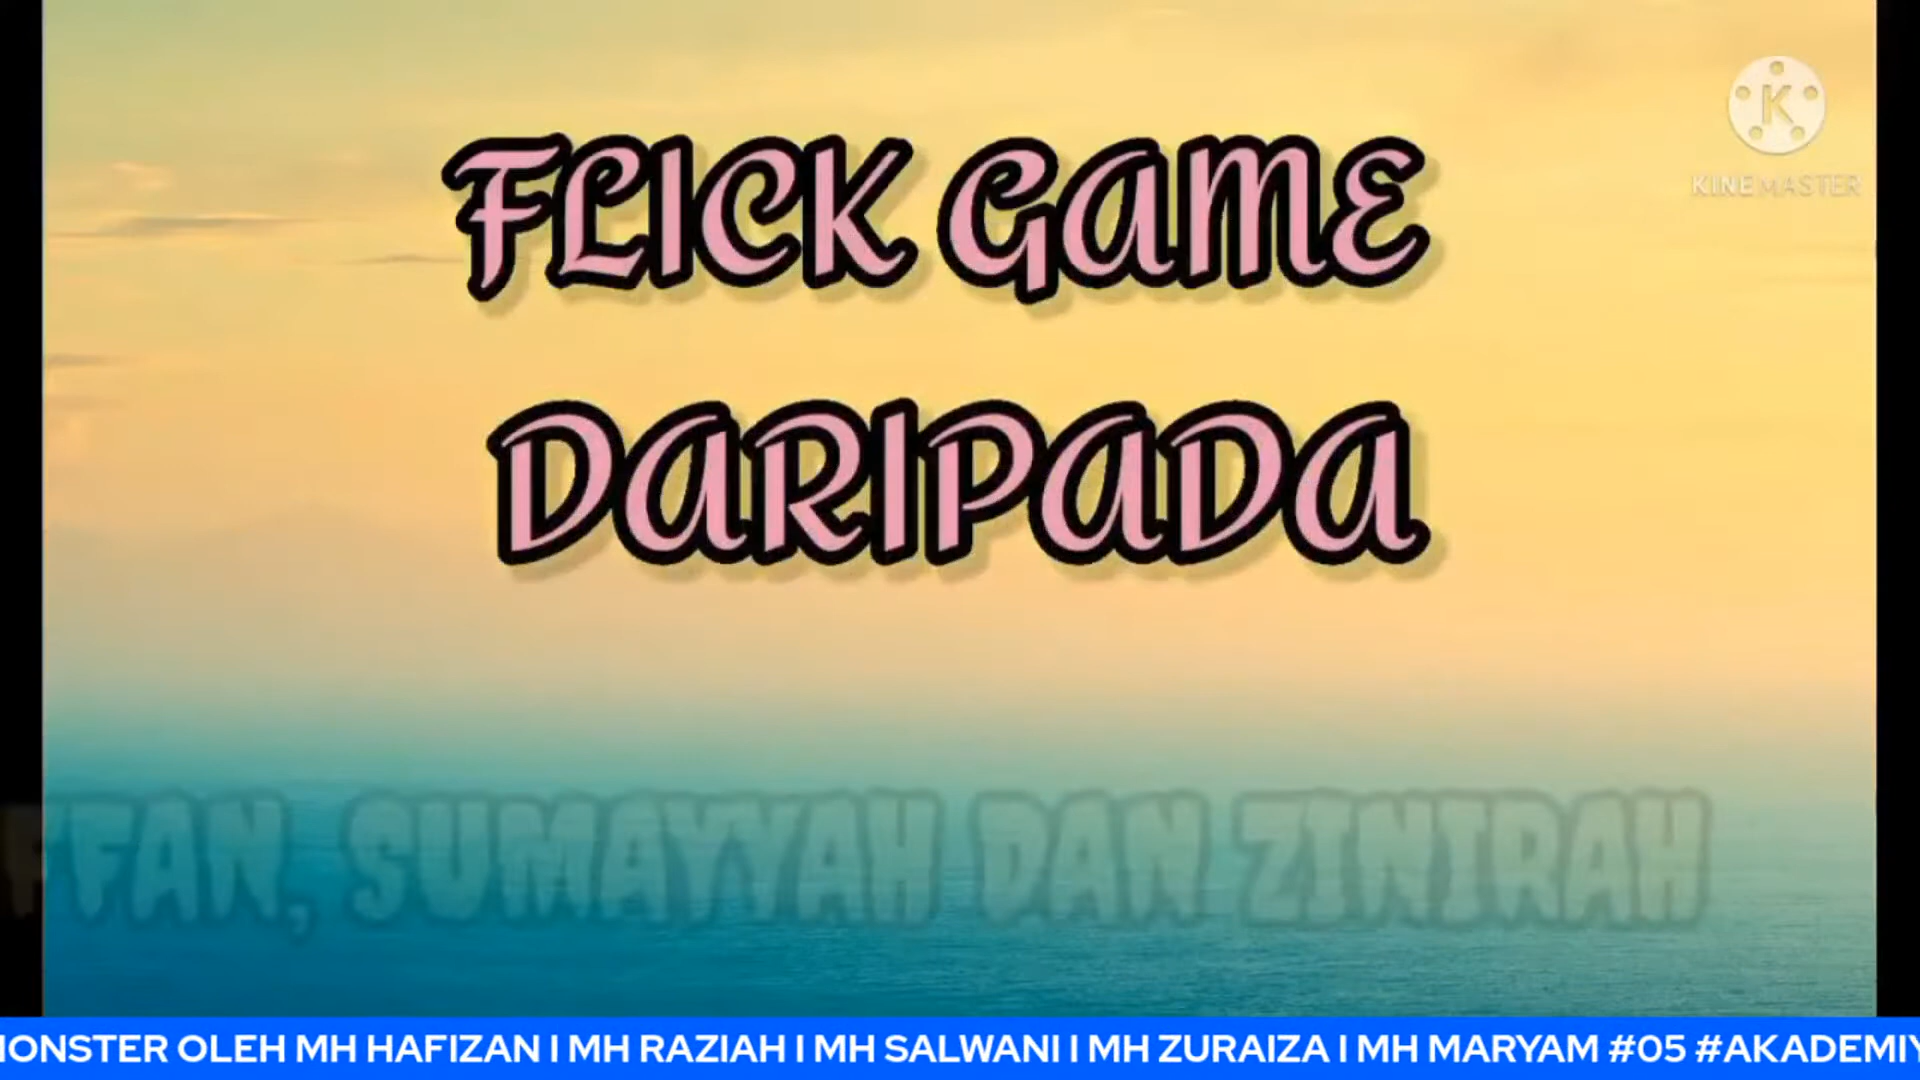 KINEMASTER
FLICK GAME
DARIPADA
FFAN, SUMAYYAH DAN ZINIRAH
ONSTER OLEH MH HAFIZAN I MH RAZIAH I MH SALWANI I MH ZURAIZA I MH MARYAM #05 #AKADEMIY